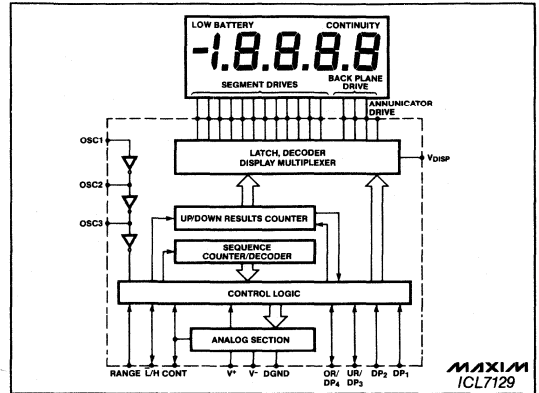 LOW BATTERY CONTINUITY
-1.8.8.8.8
SEGMENT DRIVES
BACK PLANE
DRIVE
ANNUNICATOR
DRIVE
OSC1
OSC2
OSC3
LATCH, DECODER
DISPLAY MULTIPLEXER
VDISP
UP/DOWN RESULTS COUNTER
SEQUENCE
COUNTER/DECODER
CONTROL LOGIC
ANALOG SECTION
RANGE L/H CONT V+ V- DGND OR/DP4 UR/DP3 DP2 DP1
MAXIM
ICL7129